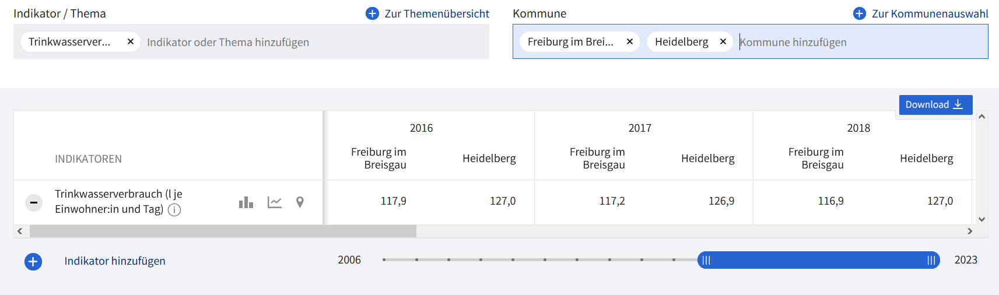 Indikator / Thema
Zur Themenübersicht
Trinkwasserver...
Indikator oder Thema hinzufügen
Kommune
Zur Kommunenauswahl
Freiburg im Brei...
Heidelberg
Kommune hinzufügen
Download
2016
2017
2018
INDIKATOREN
Freiburg im
Breisgau
Heidelberg
Freiburg im
Breisgau
Heidelberg
Freiburg im
Breisgau
Heidelberg
Trinkwasserverbrauch (l je
Einwohner:in und Tag)
117,9
127,0
117,2
126,9
116,9
127,0
Indikator hinzufügen
2006
2023